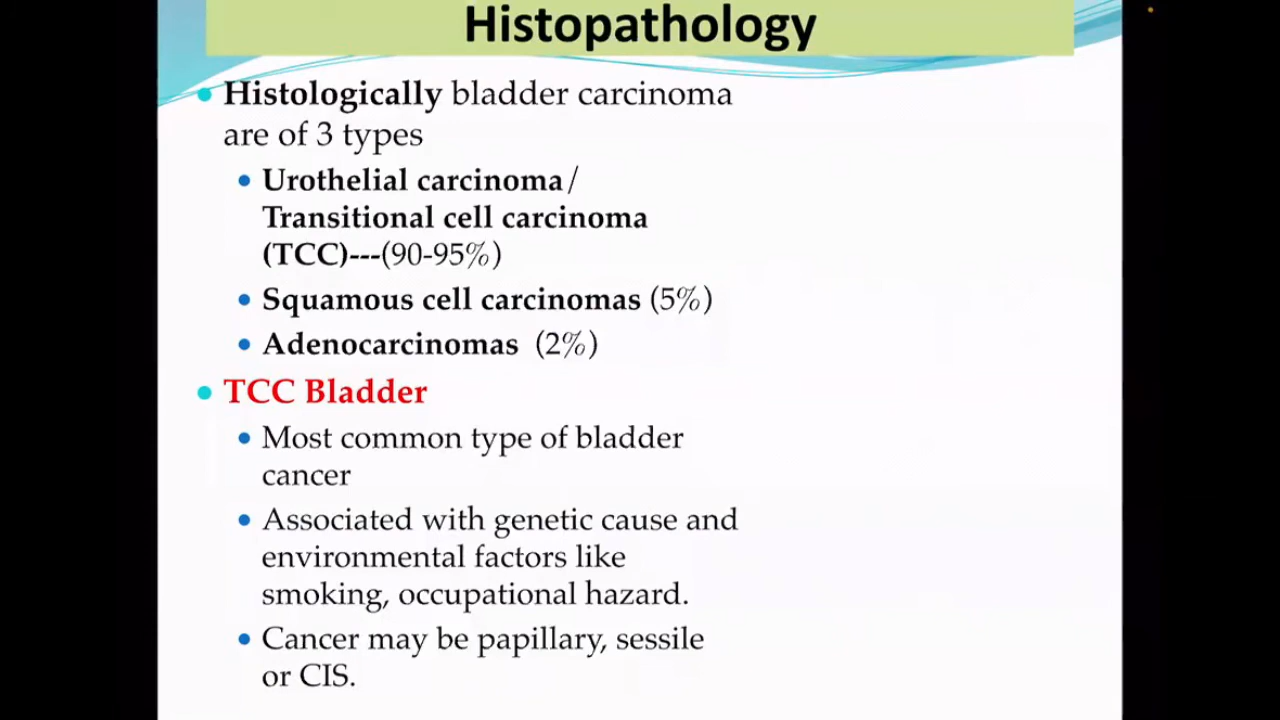 Histopathology
Histologically bladder carcinoma
are of 3 types
Urothelial carcinoma/
Transitional cell carcinoma
(TCC)---(90-95%)
Squamous cell carcinomas (5%)
Adenocarcinomas (2%)
TCC Bladder
Most common type of bladder
cancer
Associated with genetic cause and
environmental factors like
smoking, occupational hazard.
Cancer may be papillary, sessile
or CIS.